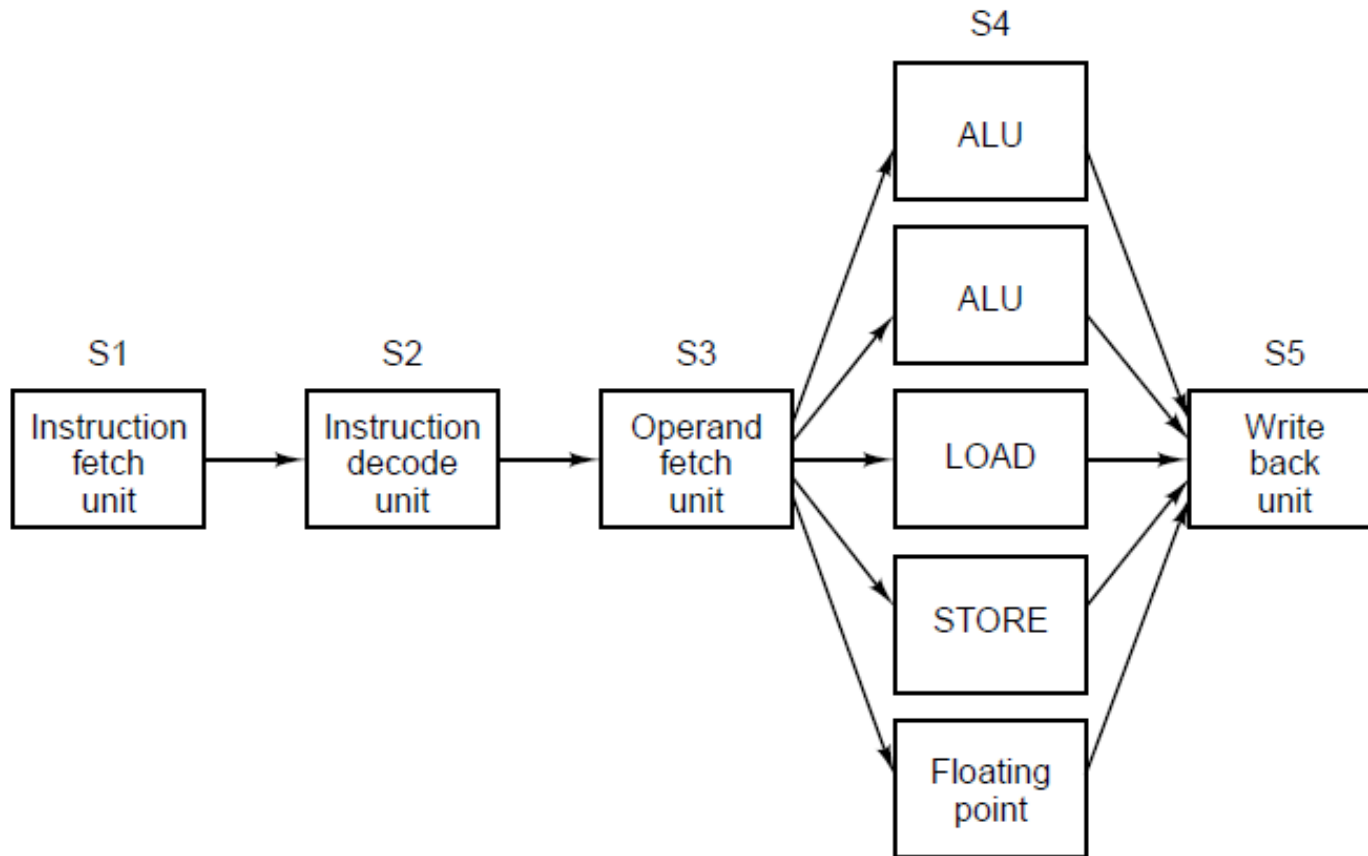 S4
ALU
ALU
S1
S2
S3
S5
Instruction
fetch
unit
Instruction
decode
unit
Operand
fetch
unit
LOAD
Write
back
unit
STORE
Floating
point